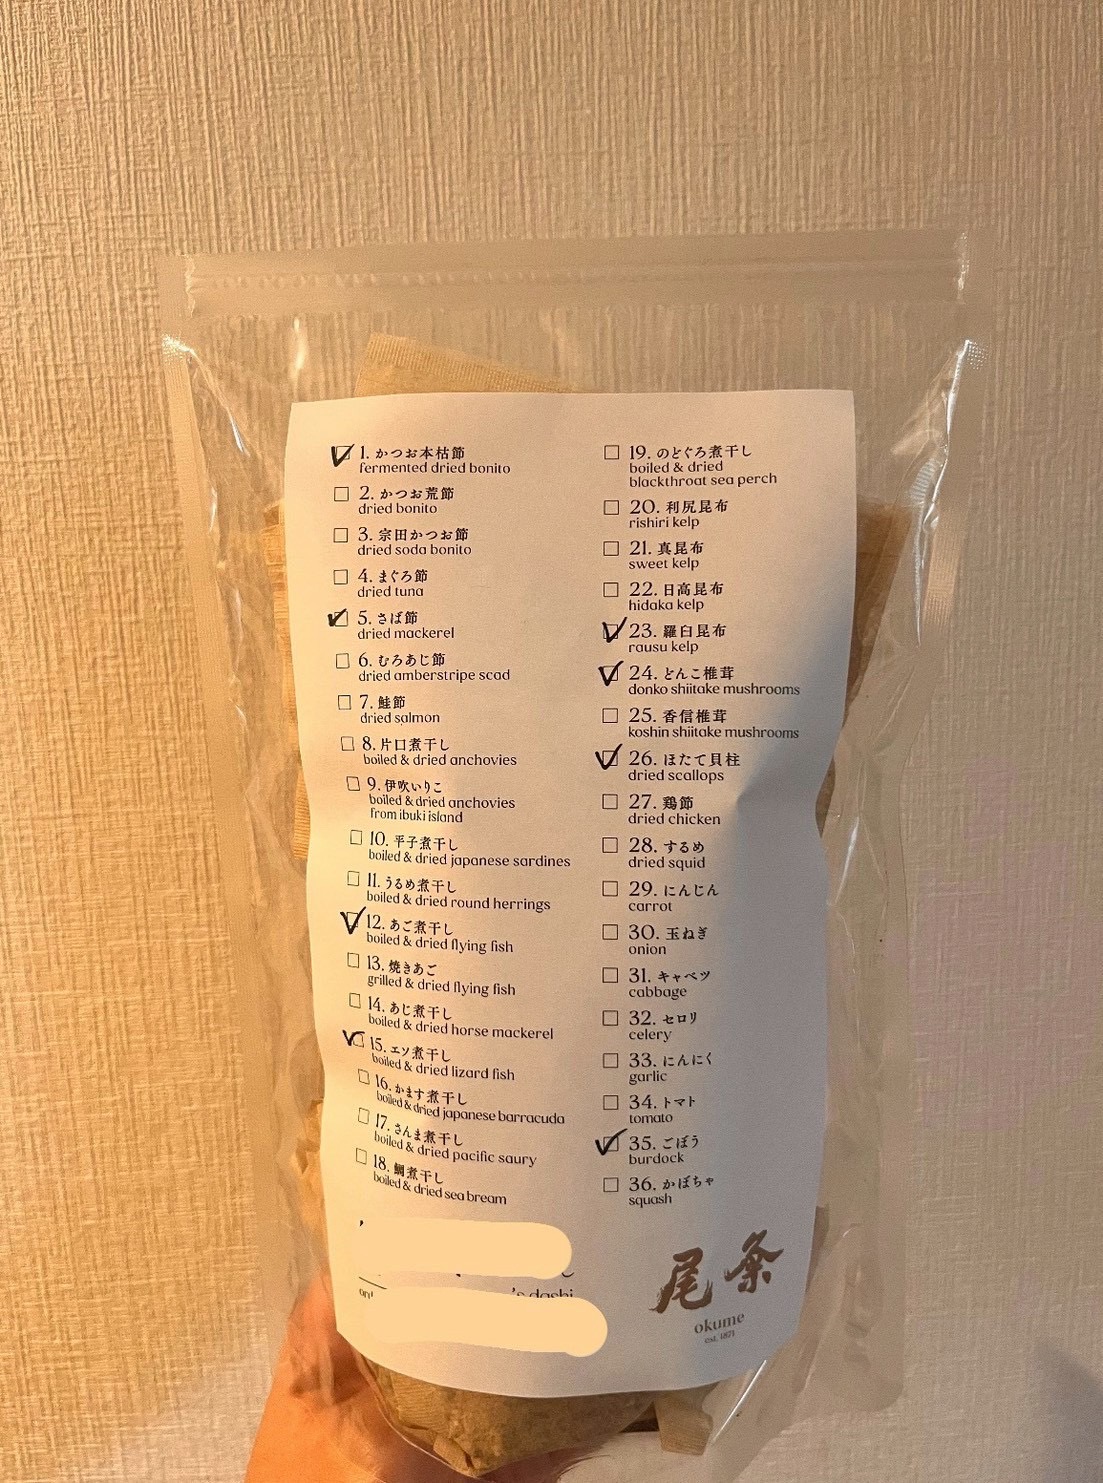 1. かつお本枯節
fermented dried bonito
2. かつお荒節
dried bonito
3. 宗田かつお節
dried soda bonito
4. まぐろ節
dried tuna
5. さば節
dried mackerel
6. むろあじ節
dried amberstripe scad
7. 鮭節
dried salmon
8. 片口煮干し
boiled & dried anchovies
9. 伊吹いりこ
boiled & dried anchovies
from ibuki island
10. 平子煮干し
boiled & dried japanese sardines
11. うるめ煮干し
boiled & dried round herrings
12. あご煮干し
boiled & dried flying fish
13. 焼きあご
grilled & dried flying fish
14. あじ煮干し
boiled & dried horse mackerel
15. エソ煮干し
boiled & dried lizard fish
16. かます煮干し
boiled & dried japanese barracuda
17. さんま煮干し
boiled & dried pacific saury
18. 鯛煮干し
boiled & dried sea bream
19. のどぐろ煮干し
boiled & dried
blackthroat sea perch
20. 利尻昆布
rishiri kelp
21. 真昆布
sweet kelp
22. 日高昆布
hidaka kelp
23. 羅臼昆布
rausu kelp
24. どんこ椎茸
donko shiitake mushrooms
25. 香信椎茸
koshin shiitake mushrooms
26. ほたて貝柱
dried scallops
27. 鶏節
dried chicken
28. するめ
dried squid
29. にんじん
carrot
30. 玉ねぎ
onion
31. キャベツ
cabbage
32. セロリ
celery
33. にんにく
garlic
34. トマト
tomato
35. ごぼう
burdock
36. かぼちゃ
squash
's dashi
尾粂
okume
est. 1871